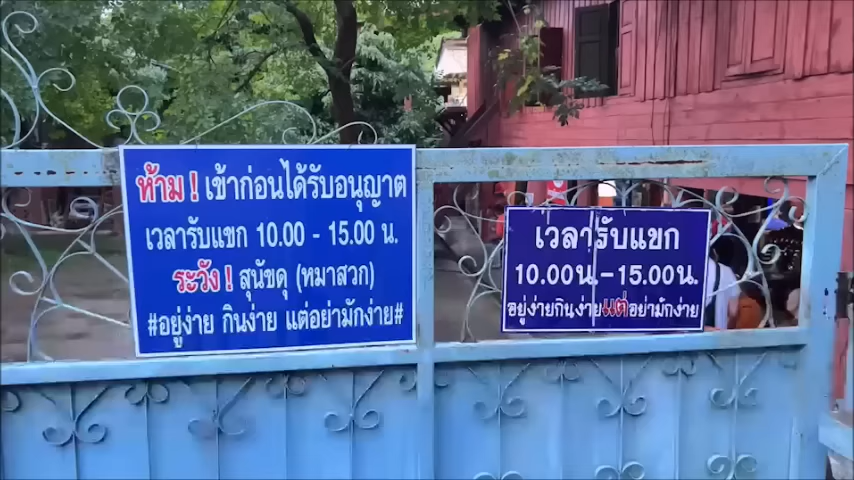 ห้าม ! เข้าก่อนได้รับอนุญาต
เวลารับแขก 10.00 - 15.00 น.
ระวัง ! สุนัขดุ (หมาสวก)
#อยู่ง่าย กินง่าย แต่อย่ามักง่าย#
เวลารับแขก
10.00น.-15.00น.
อยู่ง่ายกินง่ายแต่อย่ามักง่าย